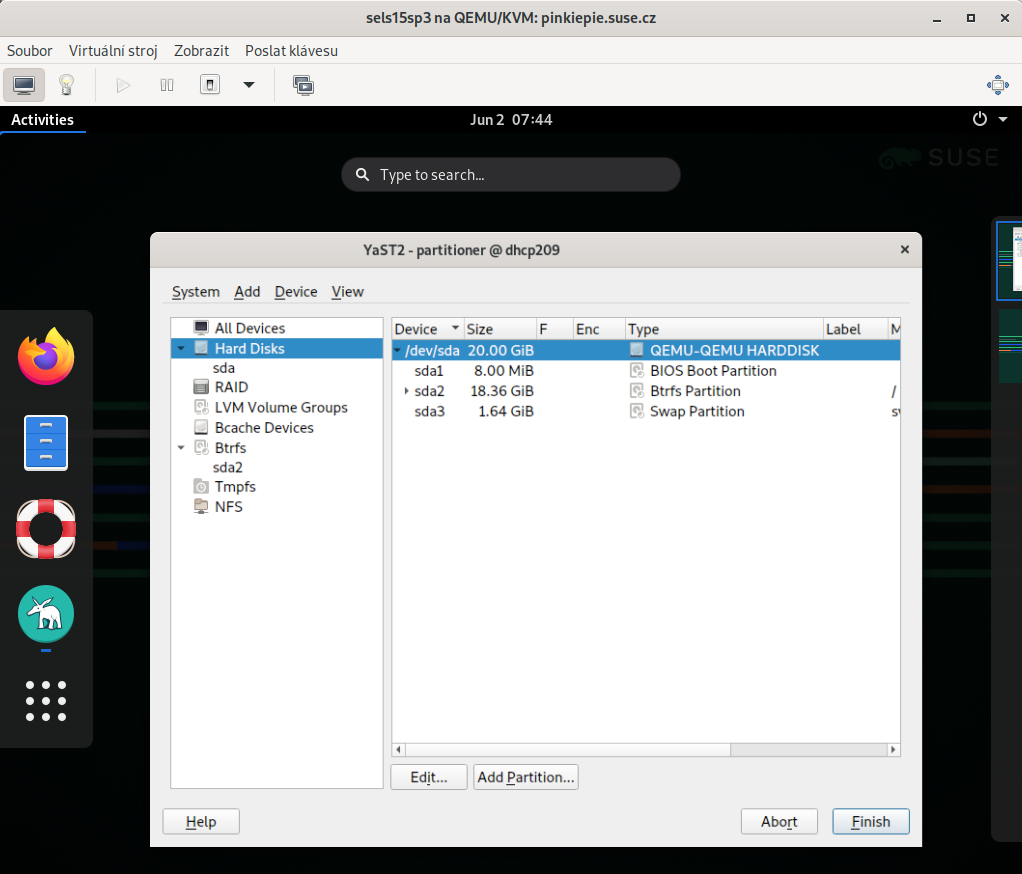 sels15sp3 na QEMU/KVM: pinkiepie.suse.cz
Soubor Virtuální stroj Zobrazit Poslat klávesu
Activities Jun 2 07:44
SUSE
Type to search...
YaST2 - partitioner @ dhcp209
System Add Device View
All Devices
Hard Disks
sda
RAID
LVM Volume Groups
Bcache Devices
Btrfs
sda2
Tmpfs
NFS
Device Size F Enc Type Label M
/dev/sda 20.00 GiB QEMU-QEMU HARDDISK
sda1 8.00 MiB BIOS Boot Partition
sda2 18.36 GiB Btrfs Partition /
sda3 1.64 GiB Swap Partition
Edit... Add Partition...
Help Abort Finish